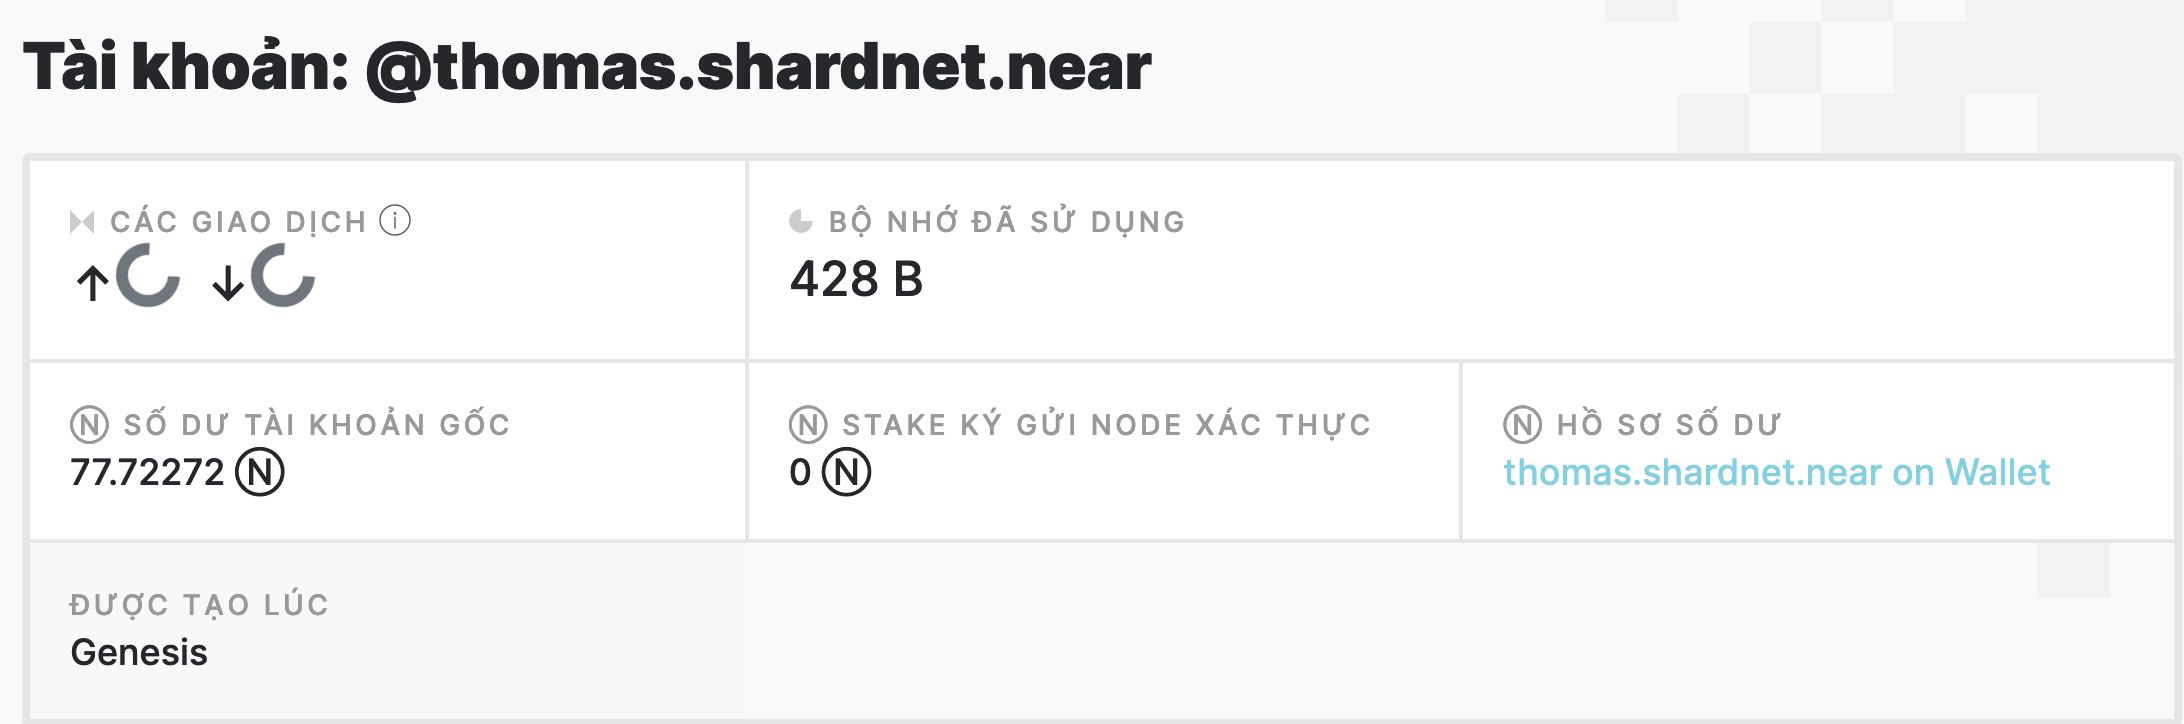 Tài khoản: @thomas.shardnet.near
CÁC GIAO DỊCH
BỘ NHỚ ĐÃ SỬ DỤNG
428 B
SỐ DƯ TÀI KHOẢN GỐC
77.72272 N
STAKE KÝ GỬI NODE XÁC THỰC
0 N
HỒ SƠ SỐ DƯ
thomas.shardnet.near on Wallet
ĐƯỢC TẠO LÚC
Genesis